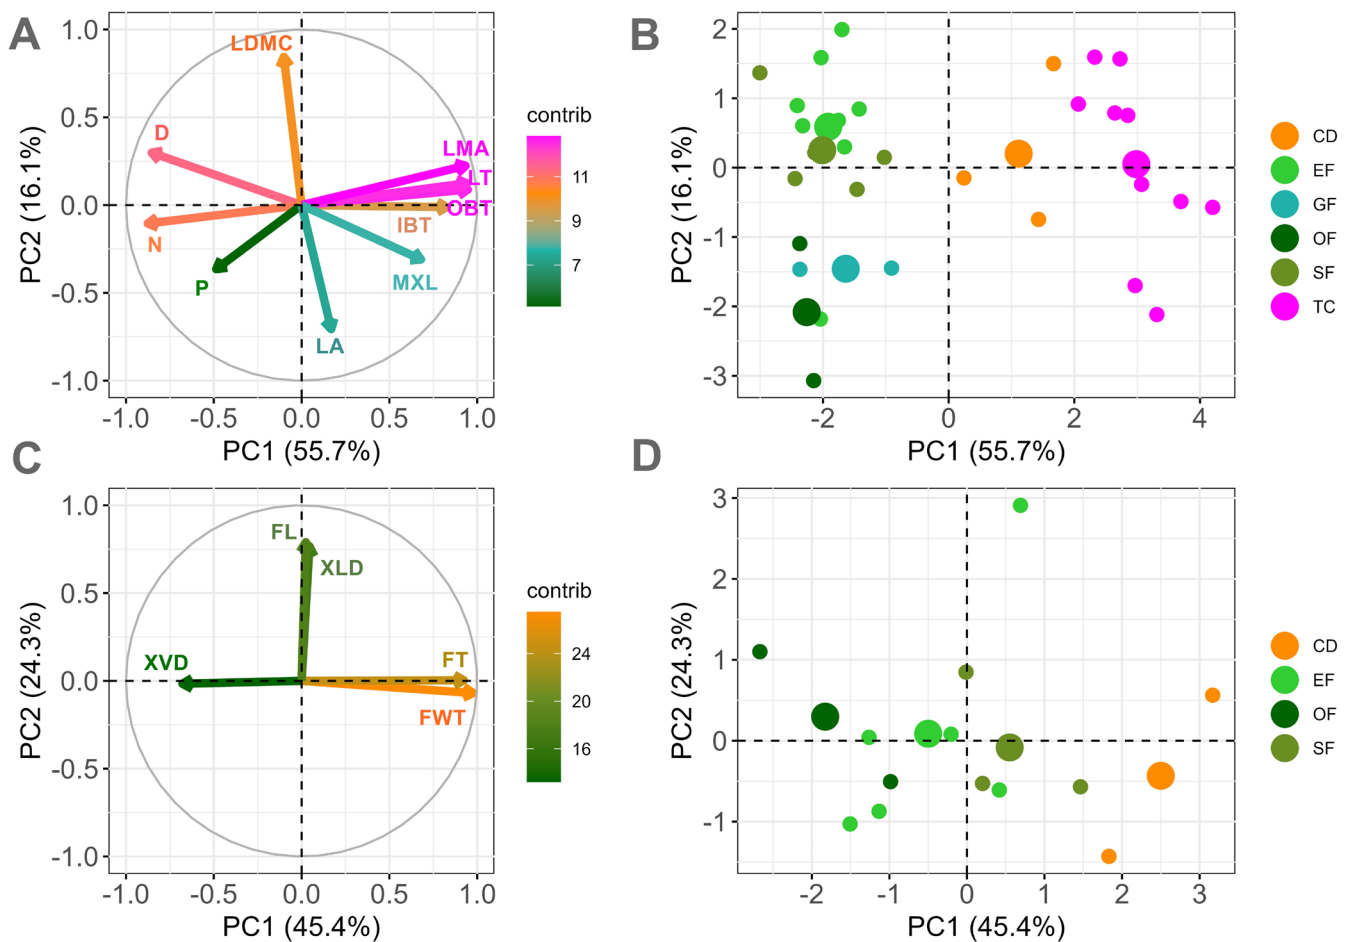 A
1.0
0.5
0.0
-0.5
-1.0
PC2 (16.1%)
LDMC
D
N
P
LA
MXL
IBT
LMA
LT
OBT
-1.0 -0.5 0.0 0.5 1.0
PC1 (55.7%)
contrib
11
9
7
B
2
1
0
-1
-2
-3
PC2 (16.1%)
-2 0 2 4
PC1 (55.7%)
CD
EF
GF
OF
SF
TC
C
1.0
0.5
0.0
-0.5
-1.0
PC2 (24.3%)
FL
XLD
XVD
FT
FWT
-1.0 -0.5 0.0 0.5 1.0
PC1 (45.4%)
contrib
24
20
16
D
3
2
1
0
-1
PC2 (24.3%)
-2 -1 0 1 2 3
PC1 (45.4%)
CD
EF
OF
SF